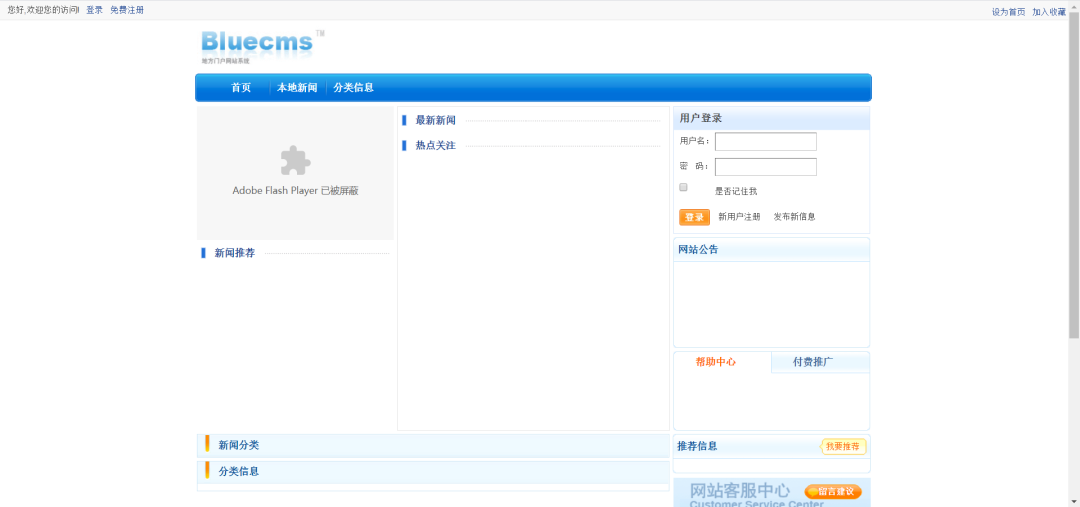 您好,欢迎您的访问! 登录 免费注册
设为首页 加入收藏
Bluecms TM
地方门户网站系统
首页 本地新闻 分类信息
Adobe Flash Player 已被屏蔽
新闻推荐
最新新闻
热点关注
用户登录
用户名：
密 码：
是否记住我
登录 新用户注册 发布新信息
网站公告
帮助中心 付费推广
新闻分类
分类信息
推荐信息 我要推荐
网站客服中心 留言建议
Customer Service Center